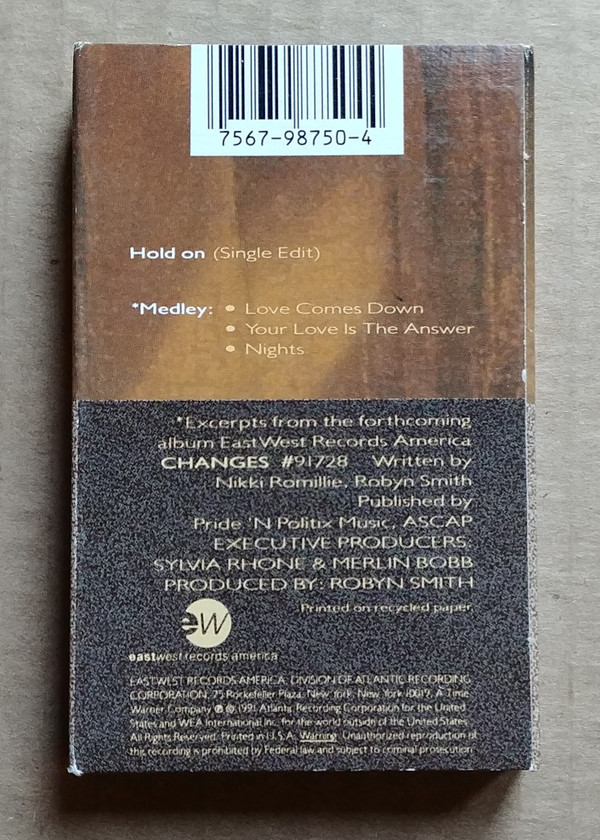 7567-98750-4
Hold on (Single Edit)
*Medley: • Love Comes Down
• Your Love Is The Answer
• Nights
*Excerpts from the forthcoming
album EastWest Records America
CHANGES #91728 Written by
Nikki Romillie, Robyn Smith
Published by
Pride 'N Politix Music, ASCAP
EXECUTIVE PRODUCERS:
SYLVIA RHONE & MERLIN BOBB
PRODUCED BY: ROBYN SMITH
Printed on recycled paper.
ew
eastwest records america
EASTWEST RECORDS AMERICA, DIVISION OF ATLANTIC RECORDING
CORPORATION, 75 Rockefeller Plaza, New York, New York 10019. A Time
Warner Company ℗ © 1991 Atlantic Recording Corporation for the United
States and WEA International Inc. for the world outside of the United States.
All Rights Reserved. Printed in U.S.A. Warning: Unauthorized reproduction of
this recording is prohibited by Federal law and subject to criminal prosecution.